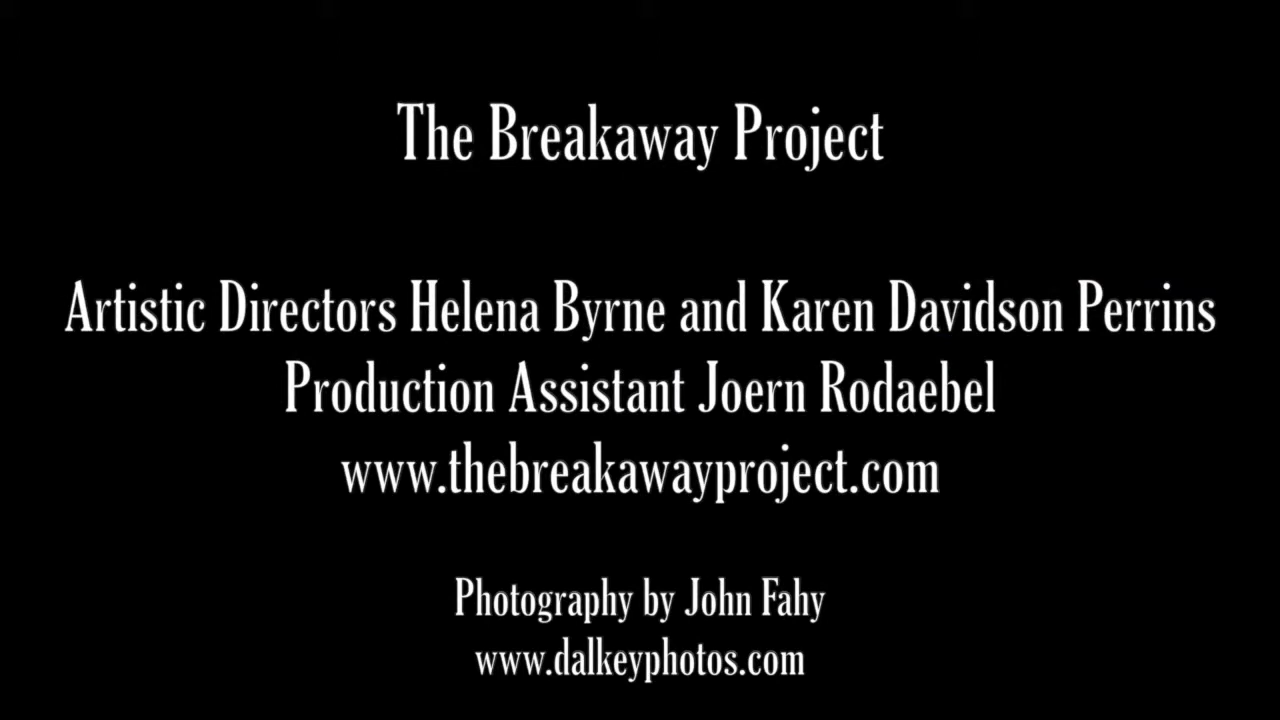 The Breakaway Project
Artistic Directors Helena Byrne and Karen Davidson Perrins
Production Assistant Joern Rodaebel
www.thebreakawayproject.com
Photography by John Fahy
www.dalkeyphotos.com